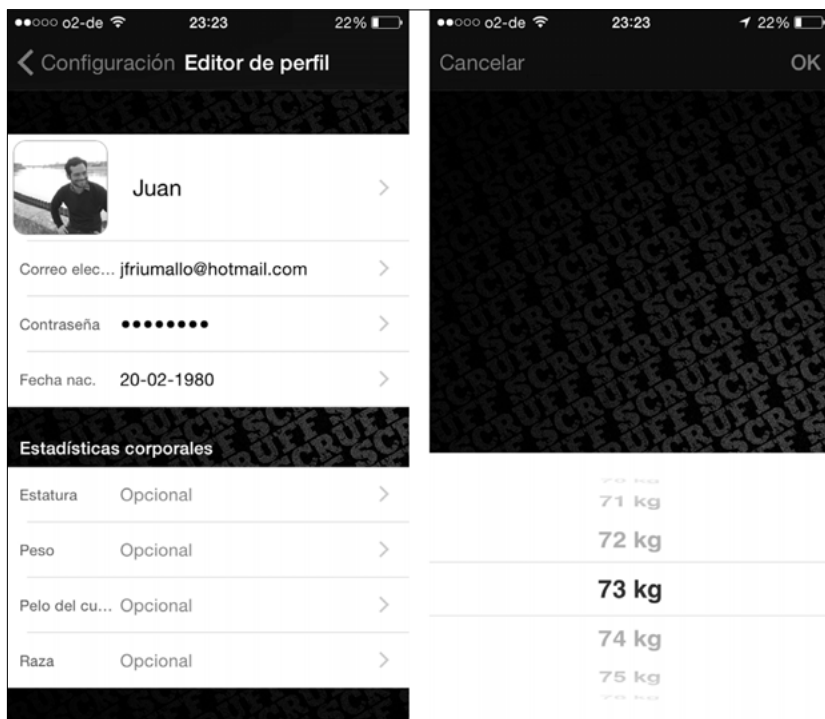 o2-de 23:23 22%
Configuración Editor de perfil
Juan
Correo elec... jfriumallo@hotmail.com
Contraseña ••••••••
Fecha nac. 20-02-1980
Estadísticas corporales
Estatura Opcional
Peso Opcional
Pelo del cu... Opcional
Raza Opcional
o2-de 23:23 22%
Cancelar OK
SCRUFF
71 kg
72 kg
73 kg
74 kg
75 kg